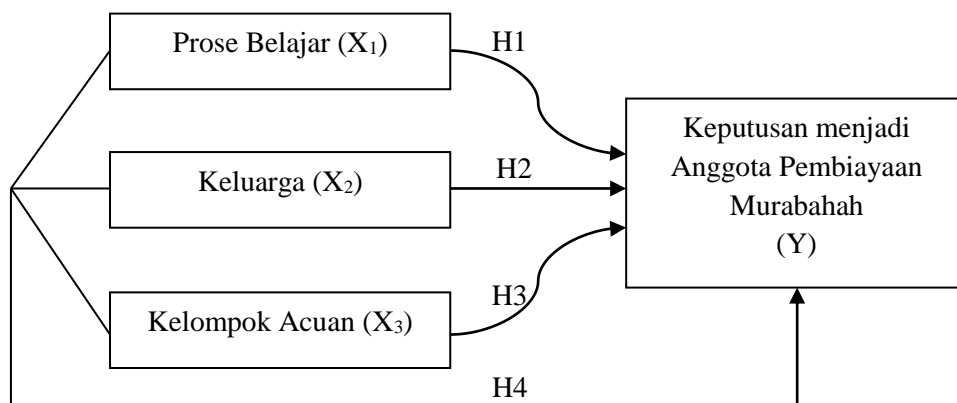 Prose Belajar (X₁)
H1
Keputusan menjadi
Anggota Pembiayaan
Murabahah
(Y)
Keluarga (X₂)
H2
Kelompok Acuan (X₃)
H3
H4